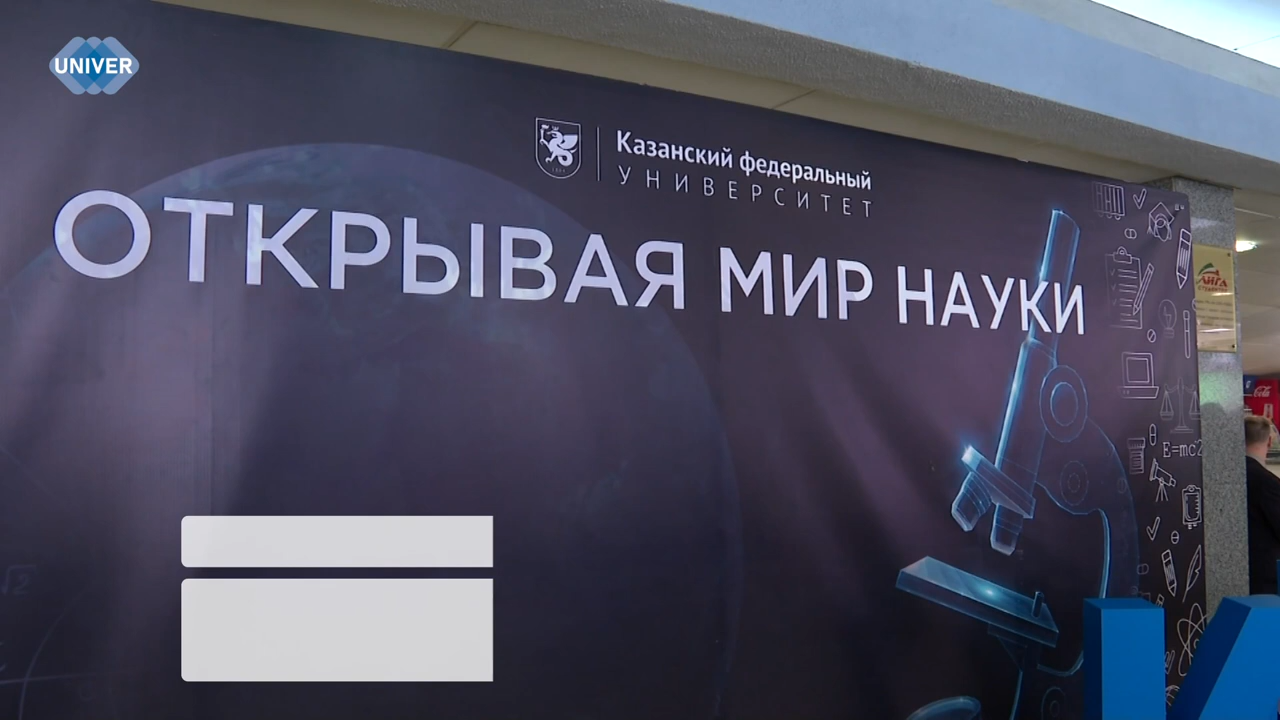 UNIVER
Казанский федеральный
УНИВЕРСИТЕТ
ОТКРЫВАЯ МИР НАУКИ
E=mc2